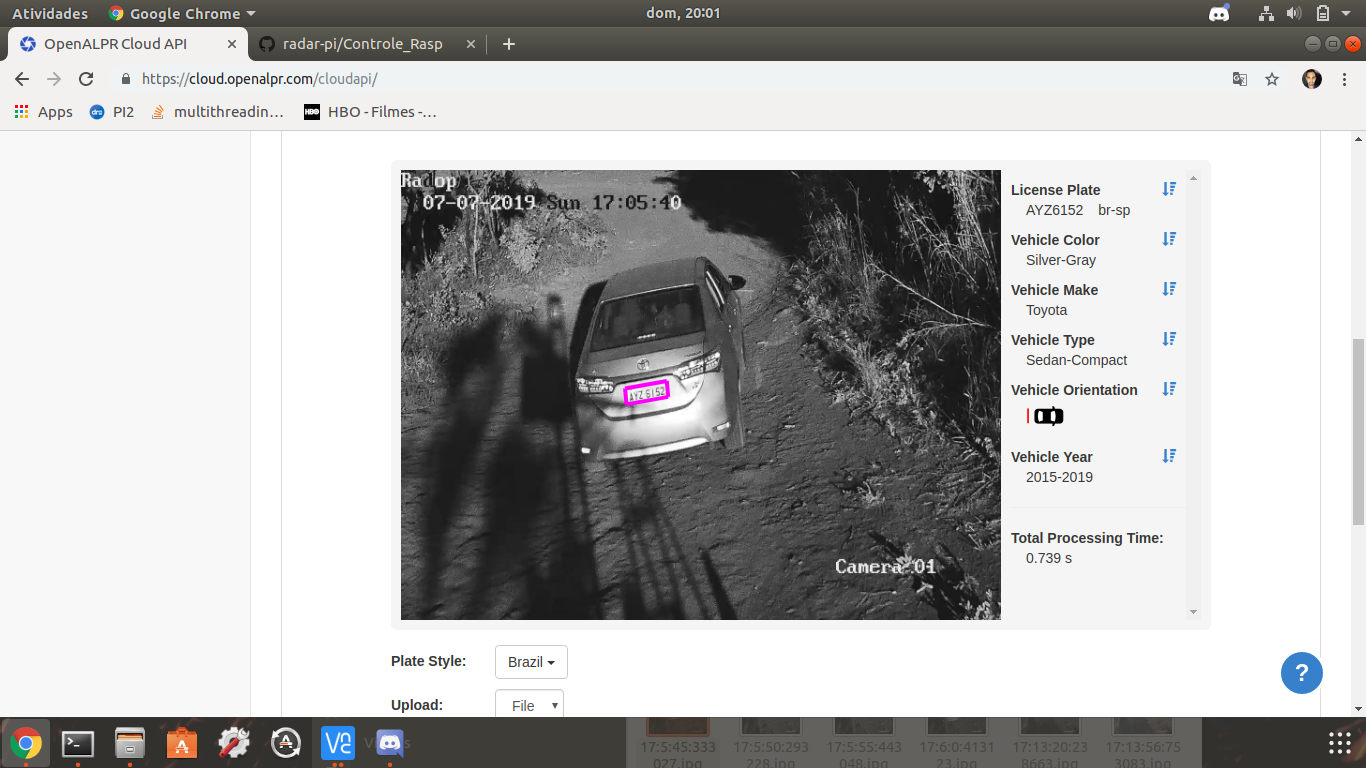 Atividades
Google Chrome
dom, 20:01
OpenALPR Cloud API
radar-pi/Controle_Rasp
https://cloud.openalpr.com/cloudapi/
Apps
PI2
multithreadin…
HBO - Filmes -…
Radop
07-07-2019 Sun 17:05:40
AYZ 6152
Camera 01
License Plate
AYZ6152 br-sp
Vehicle Color
Silver-Gray
Vehicle Make
Toyota
Vehicle Type
Sedan-Compact
Vehicle Orientation
Vehicle Year
2015-2019
Total Processing Time:
0.739 s
Plate Style:
Brazil
Upload:
File
?
17:5:45:333
027.jpg
17:5:50:293
228.jpg
17:5:55:443
048.jpg
17:6:0:4131
23.jpg
17:13:20:23
8663.jpg
17:13:56:75
3083.jpg